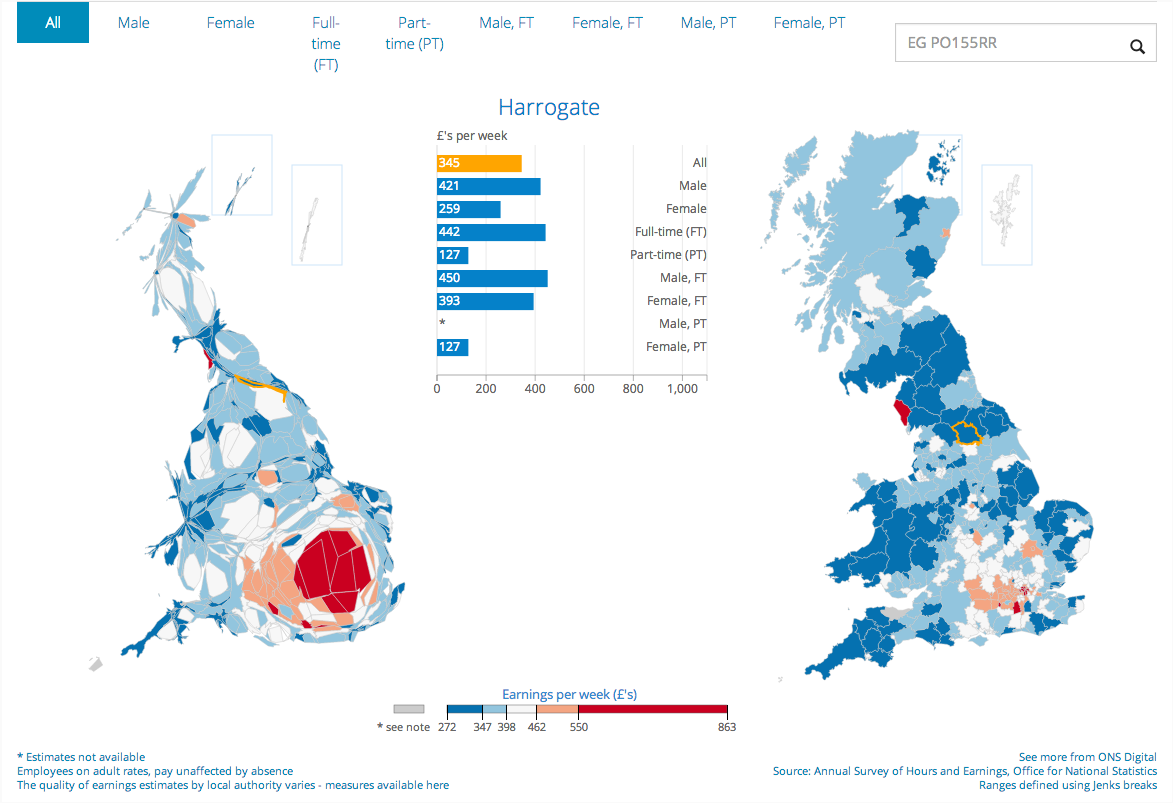 All
Male
Female
Full-
time
(FT)
Part-
time (PT)
Male, FT
Female, FT
Male, PT
Female, PT
EG PO155RR
Harrogate
£'s per week
345 All
421 Male
259 Female
442 Full-time (FT)
127 Part-time (PT)
450 Male, FT
393 Female, FT
* Male, PT
127 Female, PT
0 200 400 600 800 1,000
Earnings per week (£'s)
* see note 272 347 398 462 550 863
* Estimates not available
Employees on adult rates, pay unaffected by absence
The quality of earnings estimates by local authority varies - measures available here
See more from ONS Digital
Source: Annual Survey of Hours and Earnings, Office for National Statistics
Ranges defined using Jenks breaks